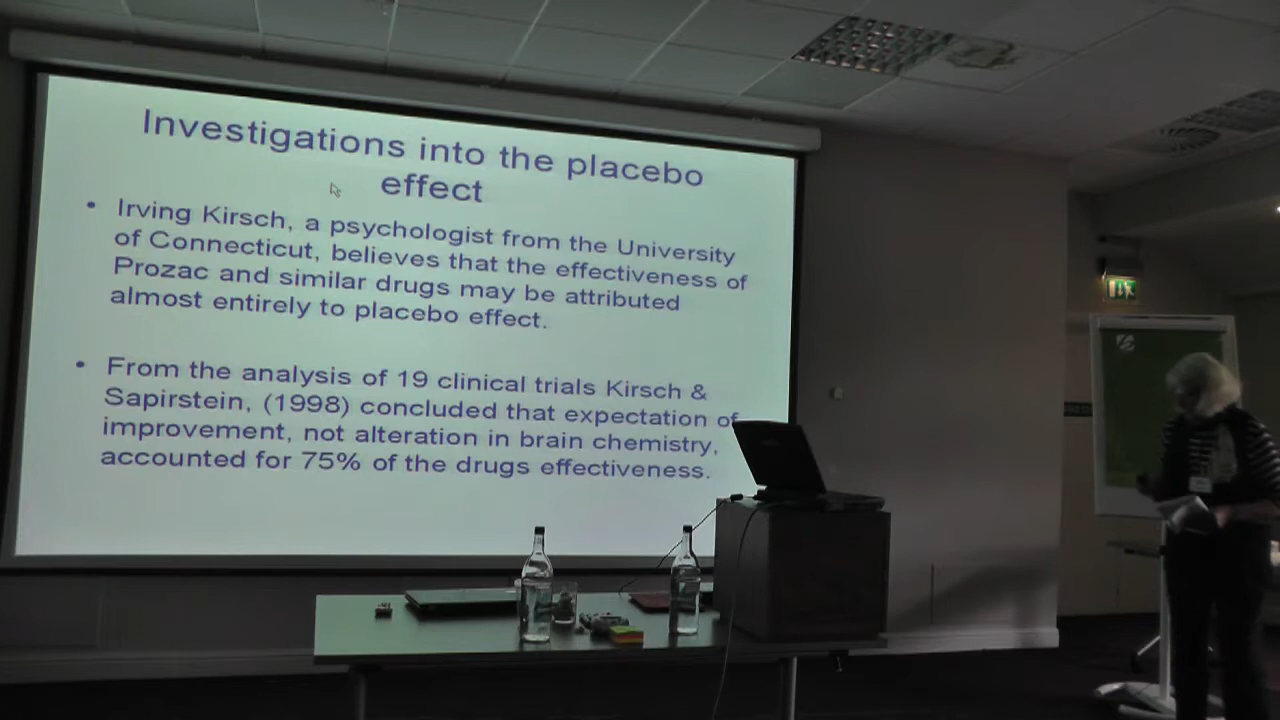 Investigations into the placebo
effect
• Irving Kirsch, a psychologist from the University
of Connecticut, believes that the effectiveness of
Prozac and similar drugs may be attributed
almost entirely to placebo effect.
• From the analysis of 19 clinical trials Kirsch &
Sapirstein, (1998) concluded that expectation of
improvement, not alteration in brain chemistry,
accounted for 75% of the drugs effectiveness.